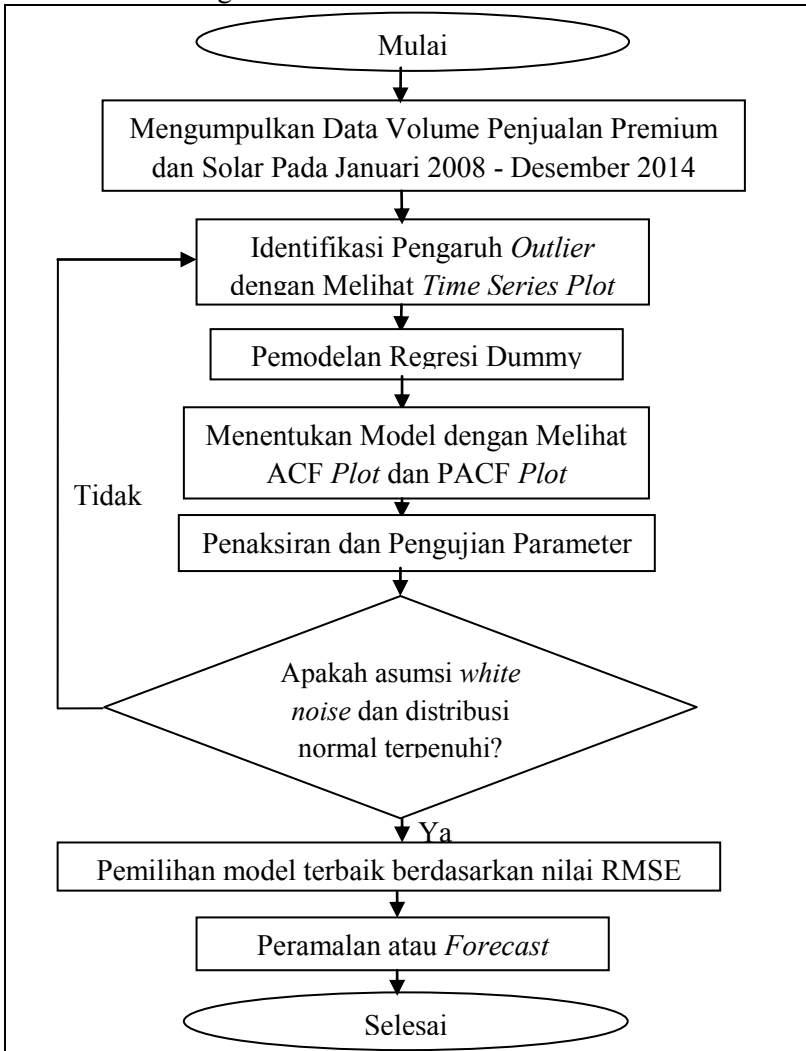 Mulai
Mengumpulkan Data Volume Penjualan Premium
dan Solar Pada Januari 2008 - Desember 2014
Identifikasi Pengaruh Outlier
dengan Melihat Time Series Plot
Pemodelan Regresi Dummy
Menentukan Model dengan Melihat
ACF Plot dan PACF Plot
Tidak
Penaksiran dan Pengujian Parameter
Apakah asumsi white
noise dan distribusi
normal terpenuhi?
Ya
Pemilihan model terbaik berdasarkan nilai RMSE
Peramalan atau Forecast
Selesai